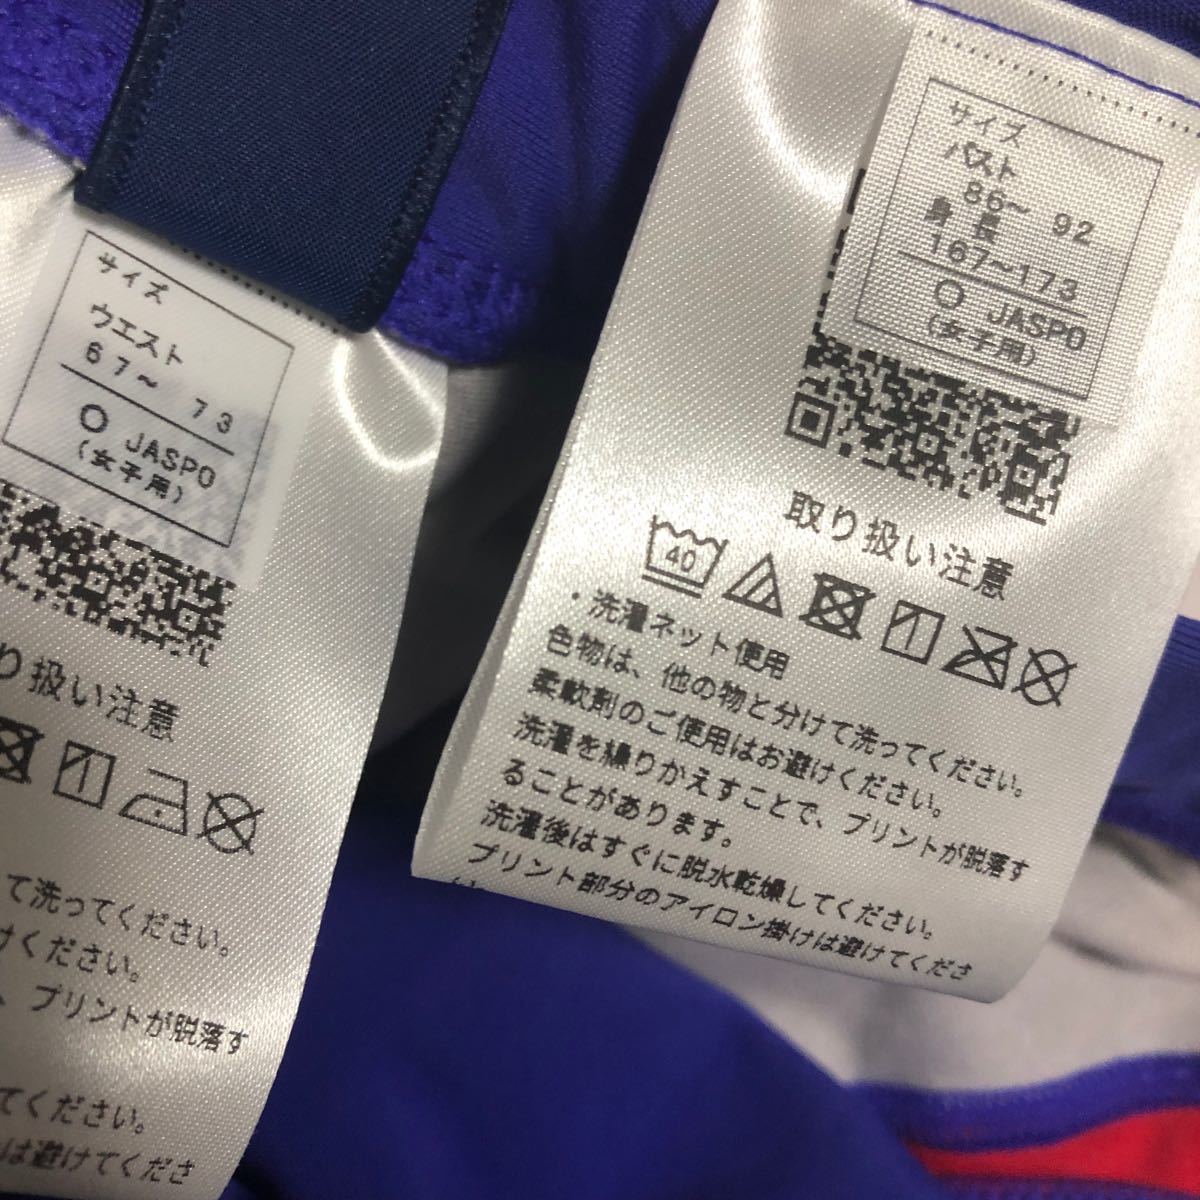 サイズ
ウエスト
67～ 73
○ JASPO
(女子用)
り扱い注意
て洗ってください。
けください。
、プリントが脱落す
てください。
は避けてくださ
サイズ
バスト
86～ 92
身長
167～173
○ JASPO
(女子用)
取り扱い注意
40
・洗濯ネット使用
色物は、他の物と分けて洗ってください。
柔軟剤のご使用はお避けください。
洗濯を繰りかえすことで、プリントが脱落す
ることがあります。
洗濯後はすぐに脱水乾燥してください。
プリント部分のアイロン掛けは避けてくださ